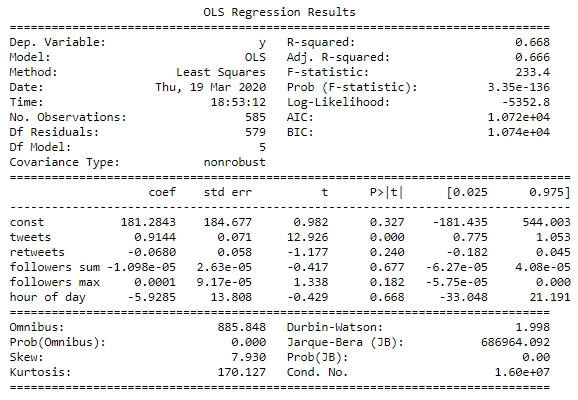 OLS Regression Results
==============================================================================
Dep. Variable: y R-squared: 0.668
Model: OLS Adj. R-squared: 0.666
Method: Least Squares F-statistic: 233.4
Date: Thu, 19 Mar 2020 Prob (F-statistic): 3.35e-136
Time: 18:53:12 Log-Likelihood: -5352.8
No. Observations: 585 AIC: 1.072e+04
Df Residuals: 579 BIC: 1.074e+04
Df Model: 5
Covariance Type: nonrobust
=================================================================================
coef std err t P>|t| [0.025 0.975]
---------------------------------------------------------------------------------
const 181.2843 184.677 0.982 0.327 -181.435 544.003
tweets 0.9144 0.071 12.926 0.000 0.775 1.053
retweets -0.0680 0.058 -1.177 0.240 -0.182 0.045
followers sum -1.098e-05 2.63e-05 -0.417 0.677 -6.27e-05 4.08e-05
followers max 0.0001 9.17e-05 1.338 0.182 -5.75e-05 0.000
hour of day -5.9285 13.808 -0.429 0.668 -33.048 21.191
==============================================================================
Omnibus: 885.848 Durbin-Watson: 1.998
Prob(Omnibus): 0.000 Jarque-Bera (JB): 686964.092
Skew: 7.930 Prob(JB): 0.00
Kurtosis: 170.127 Cond. No. 1.60e+07
==============================================================================